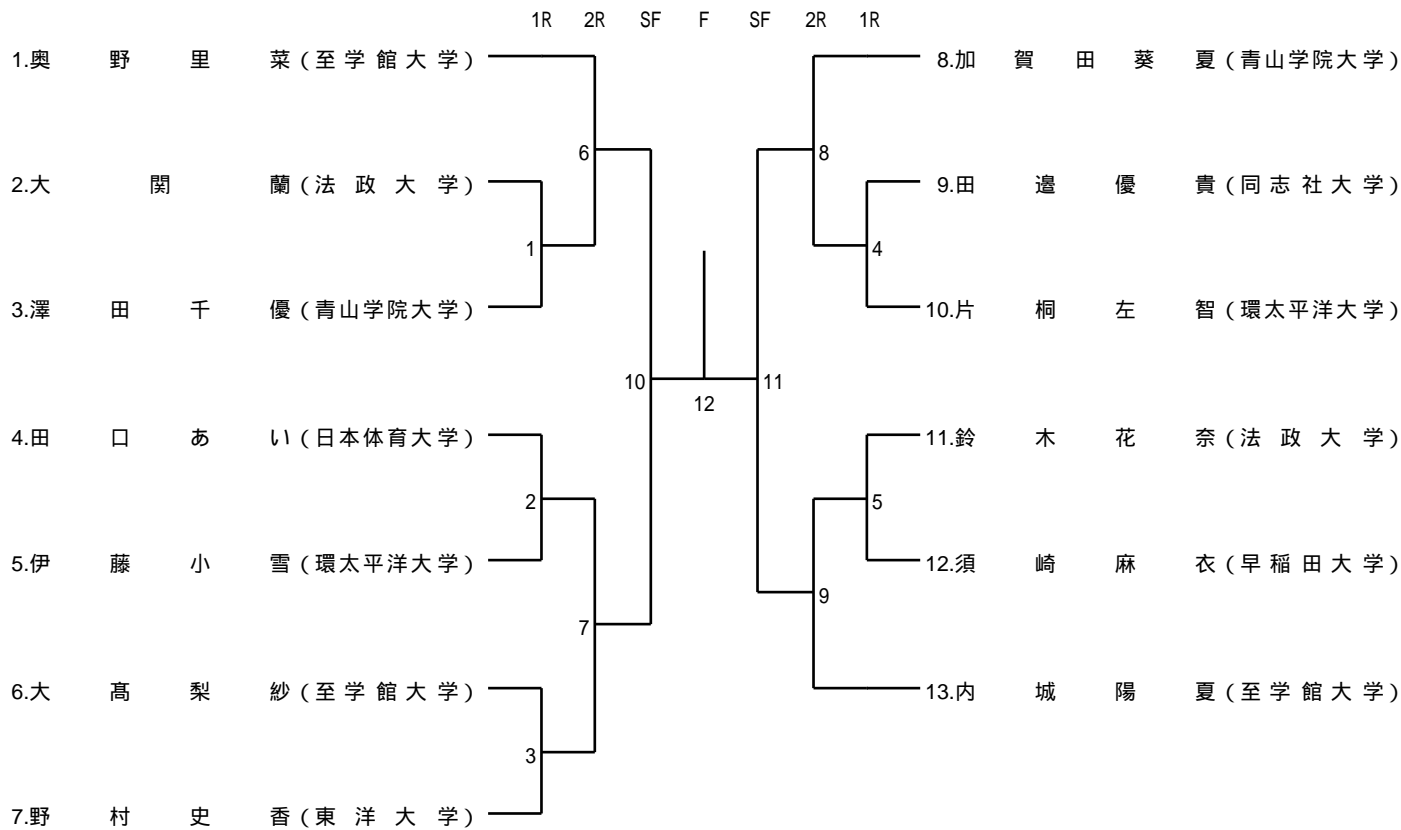 1R 2R SF F SF 2R 1R
1.奥野里菜(至学館大学)
8.加賀田葵夏(青山学院大学)
6
8
2.大関蘭(法政大学)
9.田邉優貴(同志社大学)
1
4
3.澤田千優(青山学院大学)
10.片桐左智(環太平洋大学)
10
11
12
4.田口あい(日本体育大学)
11.鈴木花奈(法政大学)
2
5
5.伊藤小雪(環太平洋大学)
12.須崎麻衣(早稲田大学)
7
9
6.大髙梨紗(至学館大学)
13.内城陽夏(至学館大学)
3
7.野村史香(東洋大学)